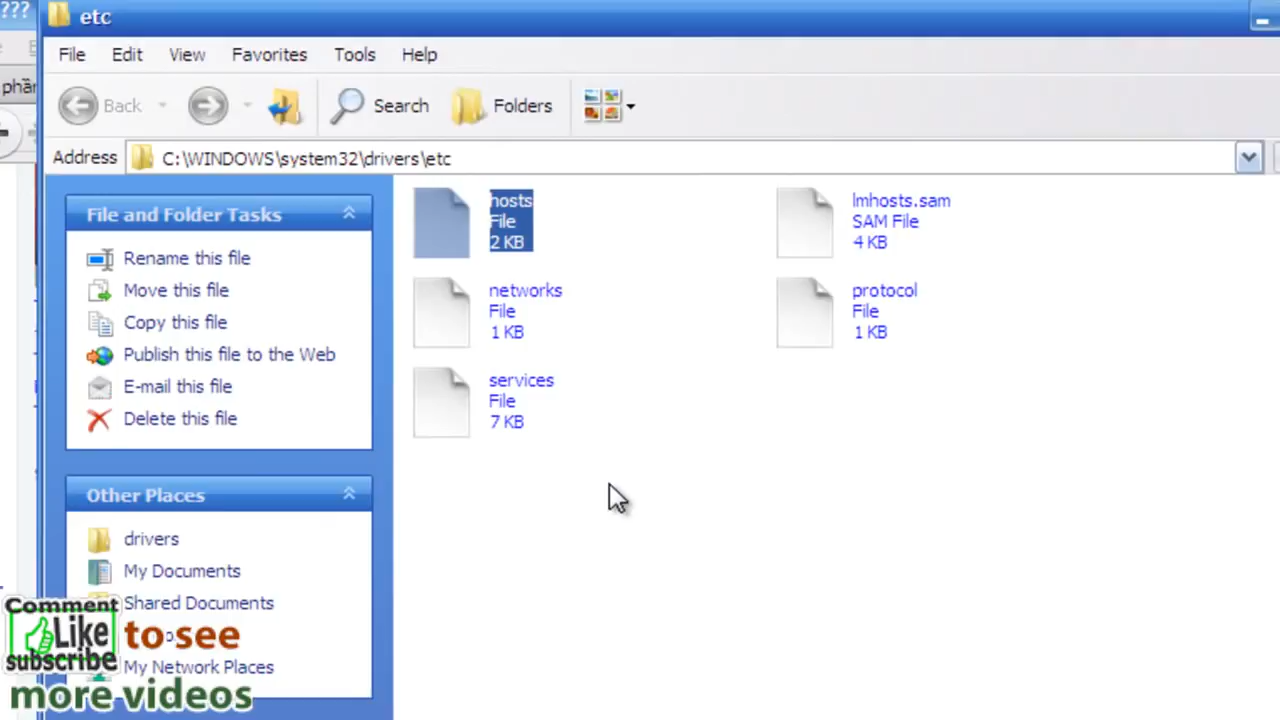 ???
etc
File Edit View Favorites Tools Help
phần
Back Search Folders
Address C:\WINDOWS\system32\drivers\etc
File and Folder Tasks
Rename this file
Move this file
Copy this file
Publish this file to the Web
E-mail this file
Delete this file
Other Places
drivers
My Documents
Shared Documents
My Network Places
hosts
File
2 KB
lmhosts.sam
SAM File
4 KB
networks
File
1 KB
protocol
File
1 KB
services
File
7 KB
Comment
Like
subscribe
to see
more videos